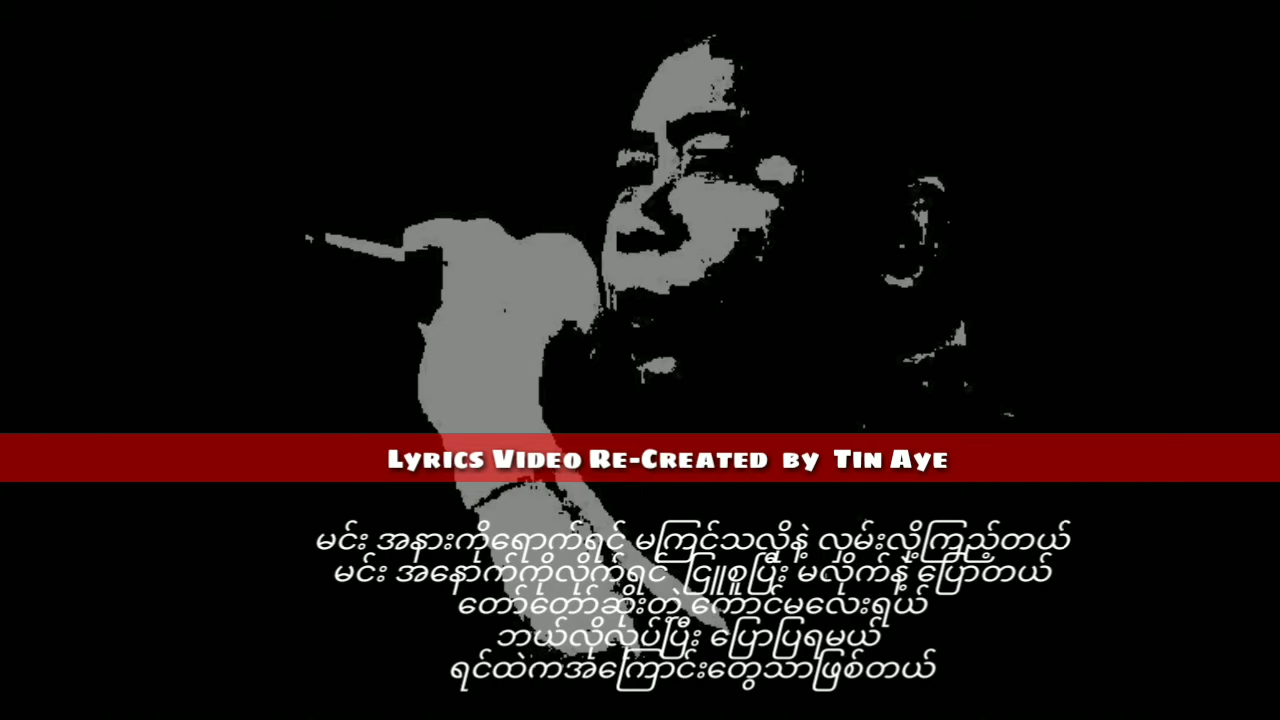 Lyrics Video Re-Created by Tin Aye
မင်း အနားကိုရောက်ရင် မကြင်သလိုနဲ့ လှမ်းလို့ကြည့်တယ်
မင်း အနောက်ကိုလိုက်ရင် ငြူစူပြီး မလိုက်နဲ့ ပြောတယ်
တော်တော်ဆိုးတဲ့ ကောင်မလေးရယ်
ဘယ်လိုလုပ်ပြီး ပြောပြရမယ်
ရင်ထဲကအကြောင်းတွေသာဖြစ်တယ်